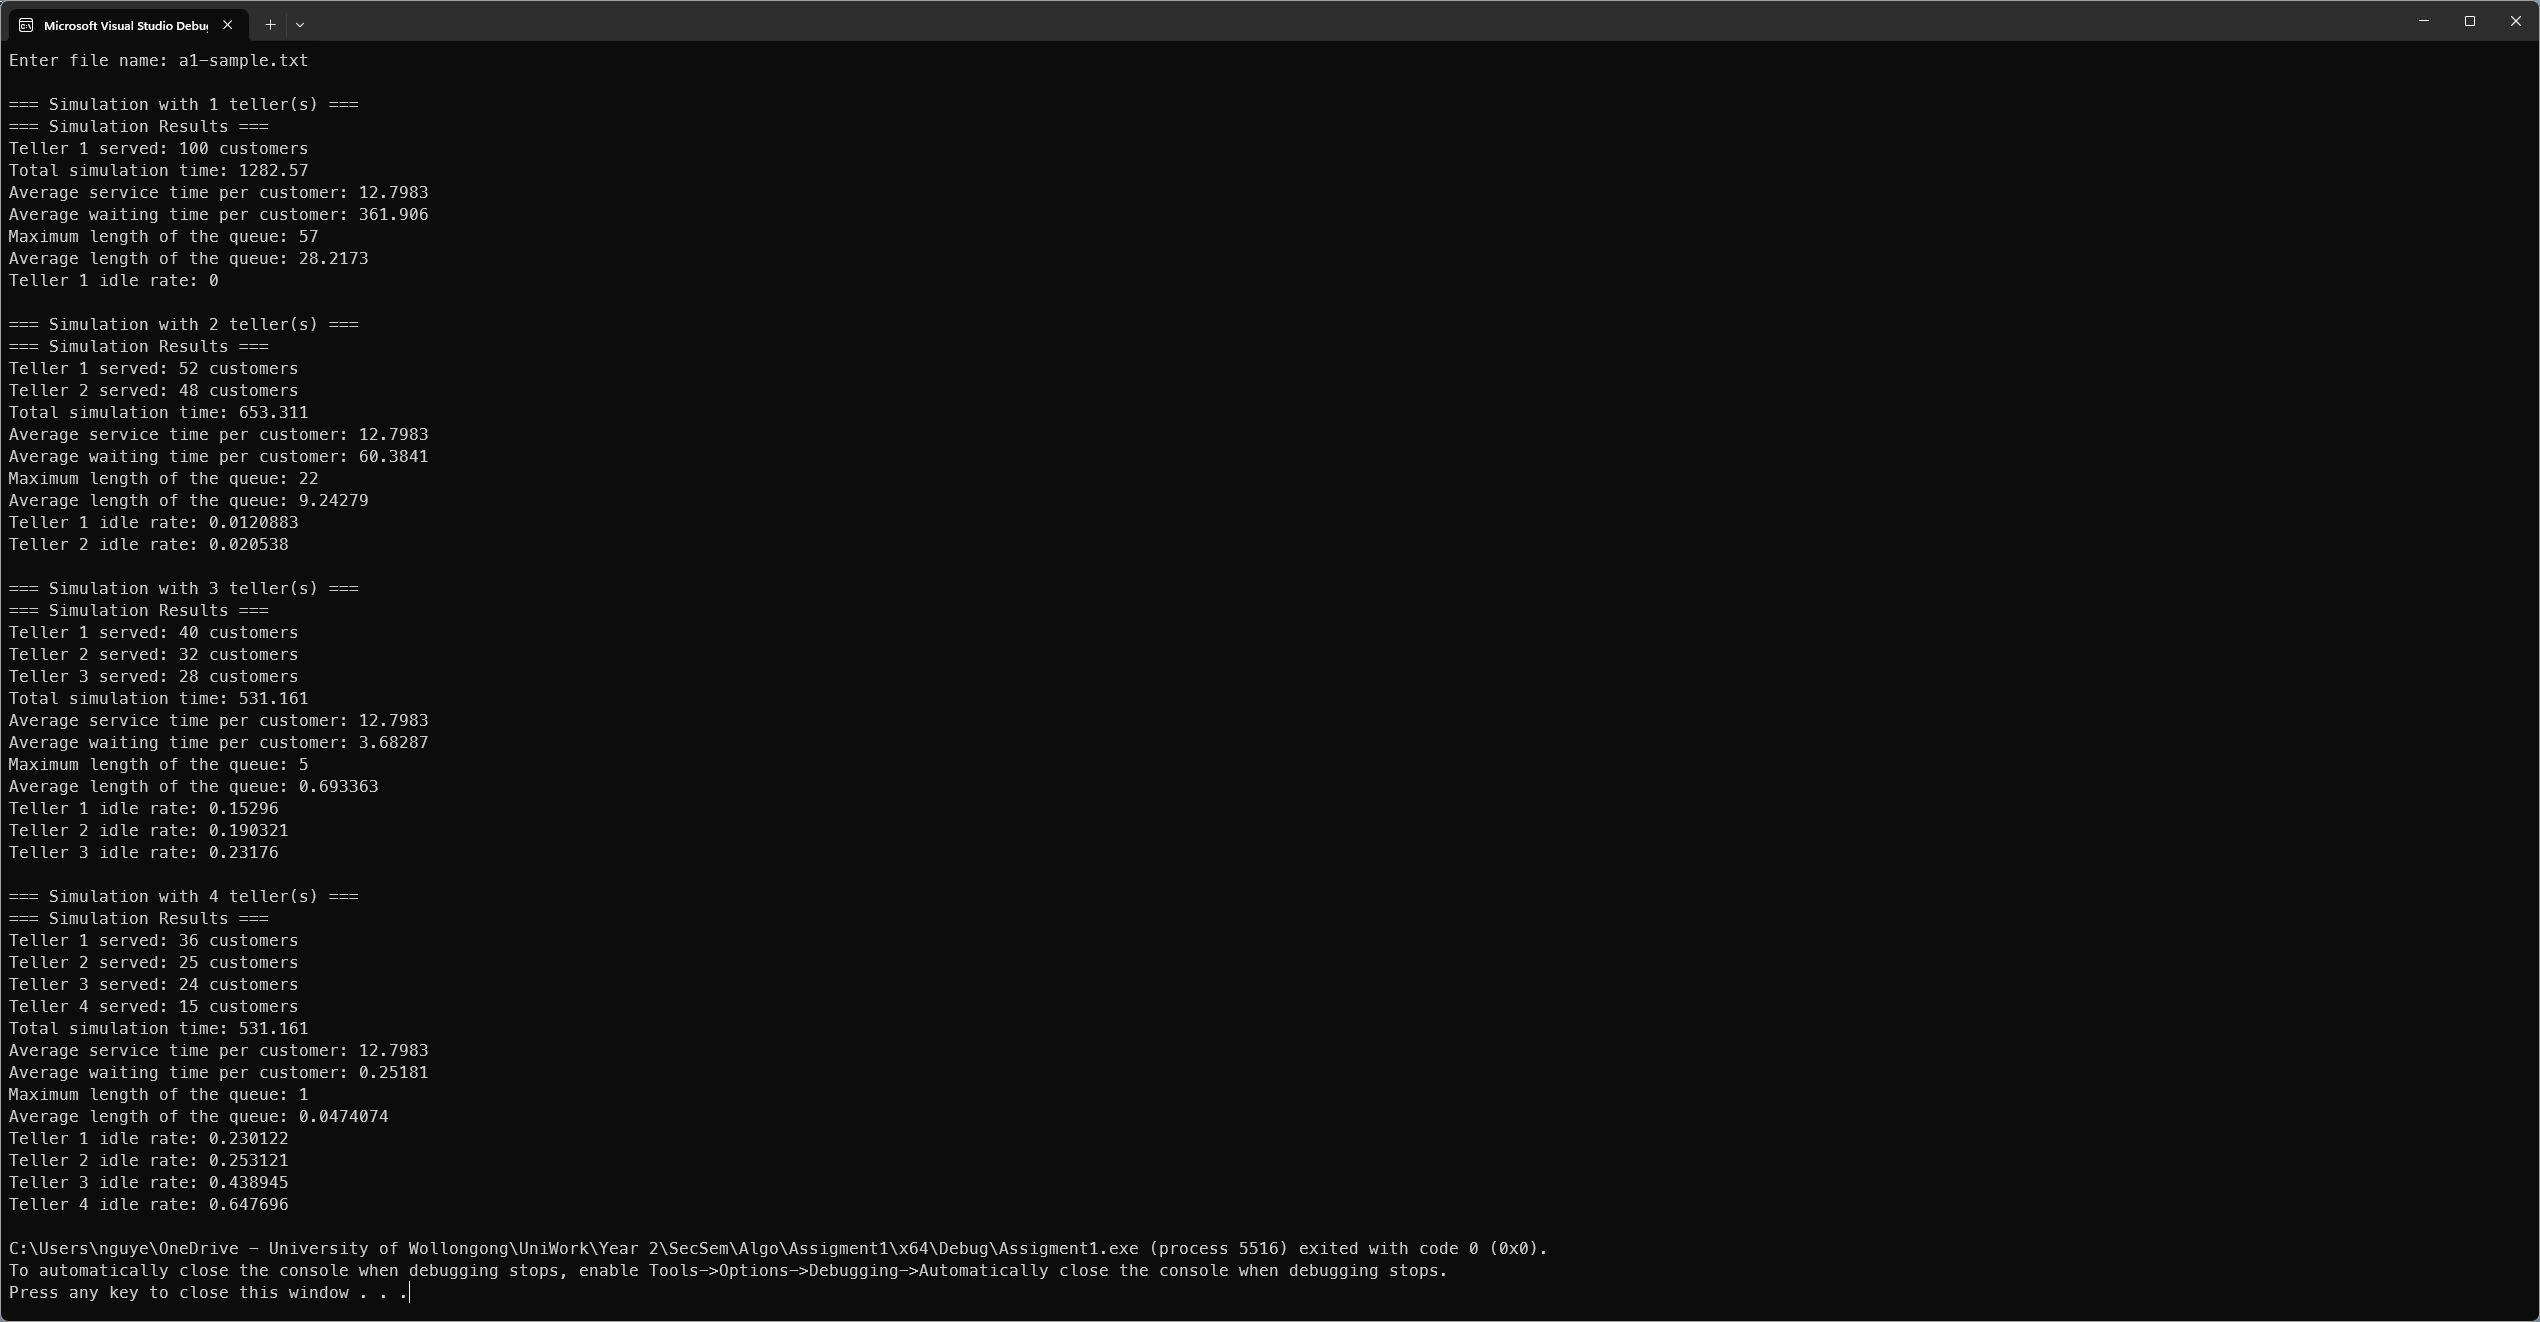 Microsoft Visual Studio Debu
Enter file name: a1-sample.txt
=== Simulation with 1 teller(s) ===
=== Simulation Results ===
Teller 1 served: 100 customers
Total simulation time: 1282.57
Average service time per customer: 12.7983
Average waiting time per customer: 361.906
Maximum length of the queue: 57
Average length of the queue: 28.2173
Teller 1 idle rate: 0
=== Simulation with 2 teller(s) ===
=== Simulation Results ===
Teller 1 served: 52 customers
Teller 2 served: 48 customers
Total simulation time: 653.311
Average service time per customer: 12.7983
Average waiting time per customer: 60.3841
Maximum length of the queue: 22
Average length of the queue: 9.24279
Teller 1 idle rate: 0.0120883
Teller 2 idle rate: 0.020538
=== Simulation with 3 teller(s) ===
=== Simulation Results ===
Teller 1 served: 40 customers
Teller 2 served: 32 customers
Teller 3 served: 28 customers
Total simulation time: 531.161
Average service time per customer: 12.7983
Average waiting time per customer: 3.68287
Maximum length of the queue: 5
Average length of the queue: 0.693363
Teller 1 idle rate: 0.15296
Teller 2 idle rate: 0.190321
Teller 3 idle rate: 0.23176
=== Simulation with 4 teller(s) ===
=== Simulation Results ===
Teller 1 served: 36 customers
Teller 2 served: 25 customers
Teller 3 served: 24 customers
Teller 4 served: 15 customers
Total simulation time: 531.161
Average service time per customer: 12.7983
Average waiting time per customer: 0.25181
Maximum length of the queue: 1
Average length of the queue: 0.0474074
Teller 1 idle rate: 0.230122
Teller 2 idle rate: 0.253121
Teller 3 idle rate: 0.438945
Teller 4 idle rate: 0.647696
C:\Users\nguye\OneDrive - University of Wollongong\UniWork\Year 2\SecSem\Algo\Assigment1\x64\Debug\Assigment1.exe (process 5516) exited with code 0 (0x0).
To automatically close the console when debugging stops, enable Tools->Options->Debugging->Automatically close the console when debugging stops.
Press any key to close this window . . .